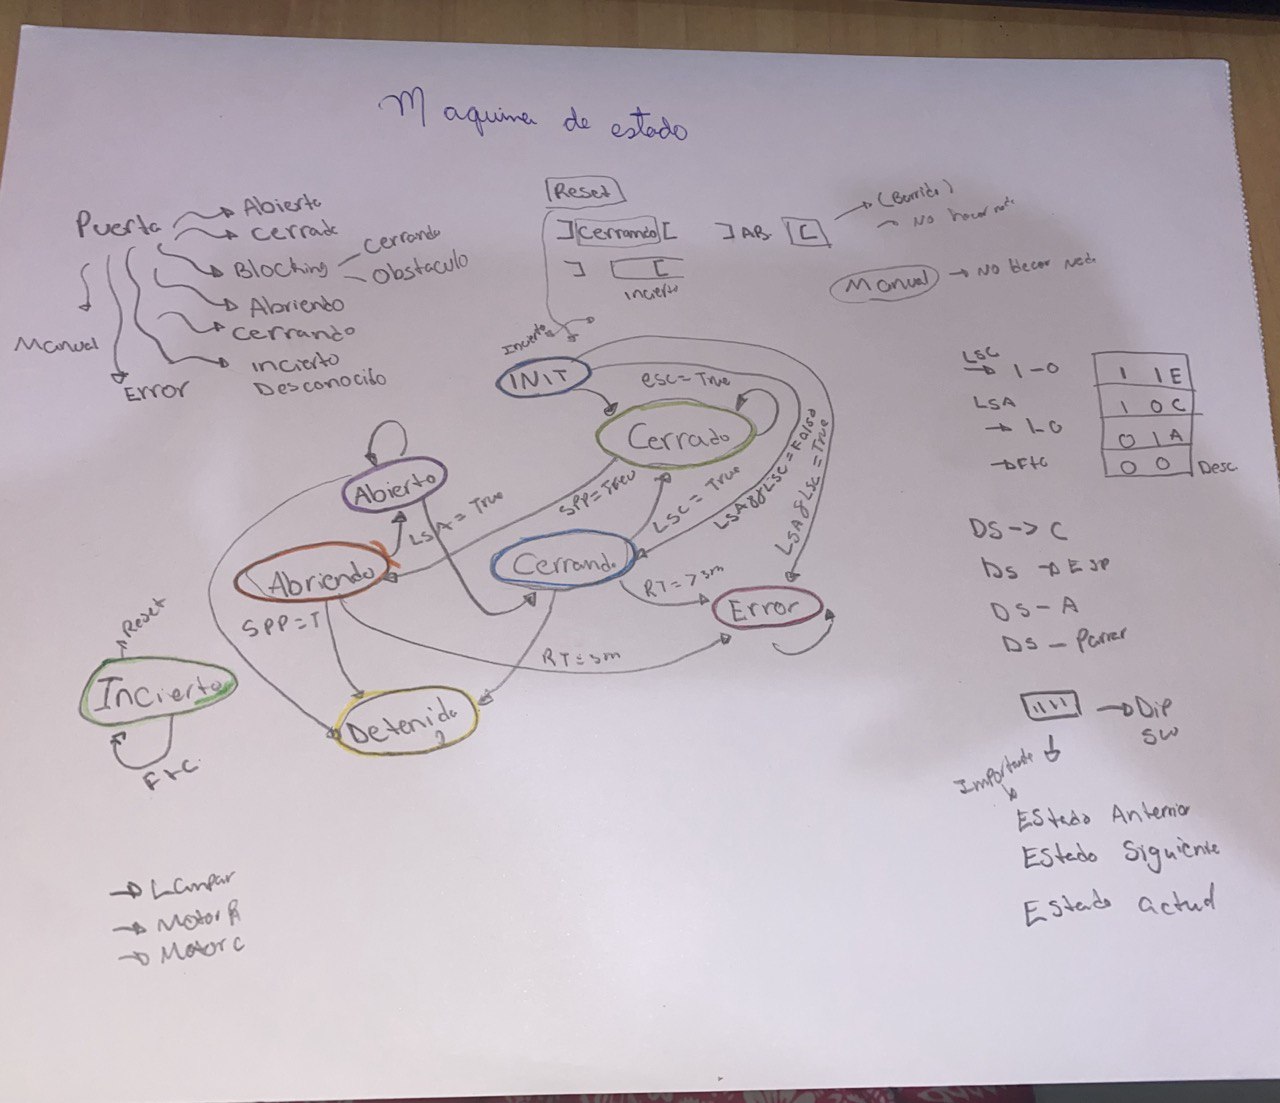 Maquina de estado
Puerta
Abierto
cerrado
Blocking
cerrando
Obstaculo
Abriendo
cerrando
incierto
Desconocido
Manual
Error
Reset
Cerrando
AB
C
(Barrido)
No hacer nada
incierto
Manual
No hacer nada
Incierto
INIT
esc = True
Cerrado
Abierto
LSA = True
SPP = True
LSC = True
LSA&&LSC = False
LSA&LSC = True
Abriendo
Cerrando
RT = 7 3m
Error
SPP = T
RT = 3m
Reset
Incierto
Detenido
Etc.
LSC
1-0
LSA
1-0
Ftc
1 1 E
1 0 C
0 1 A
0 0 Desc
DS -> C
DS
DS - A
DS - Parar
Dip
SW
Importante
Estado Anterior
Estado Siguiente
Estado actual
Lampar
Motor A
Motor C